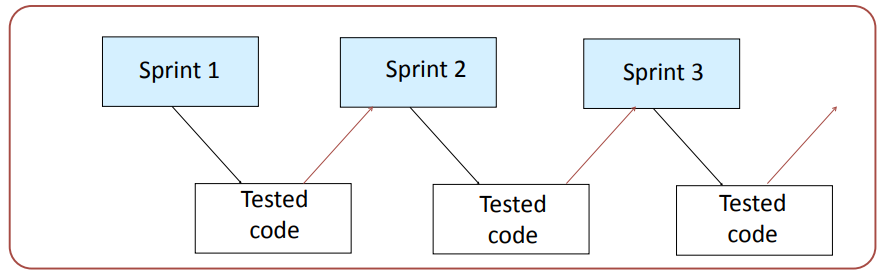 Sprint 1
Sprint 2
Sprint 3
Tested
code
Tested
code
Tested
code